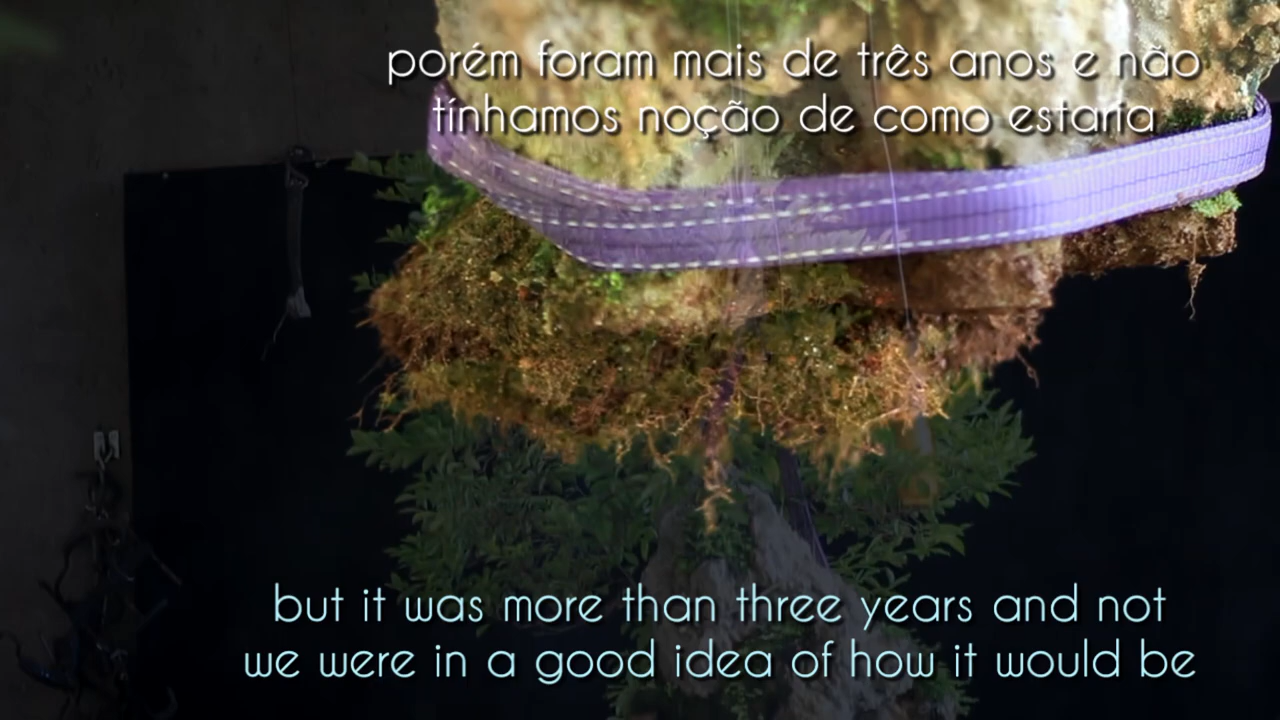 porém foram mais de três anos e não
tínhamos noção de como estaria
but it was more than three years and not
we were in a good idea of how it would be